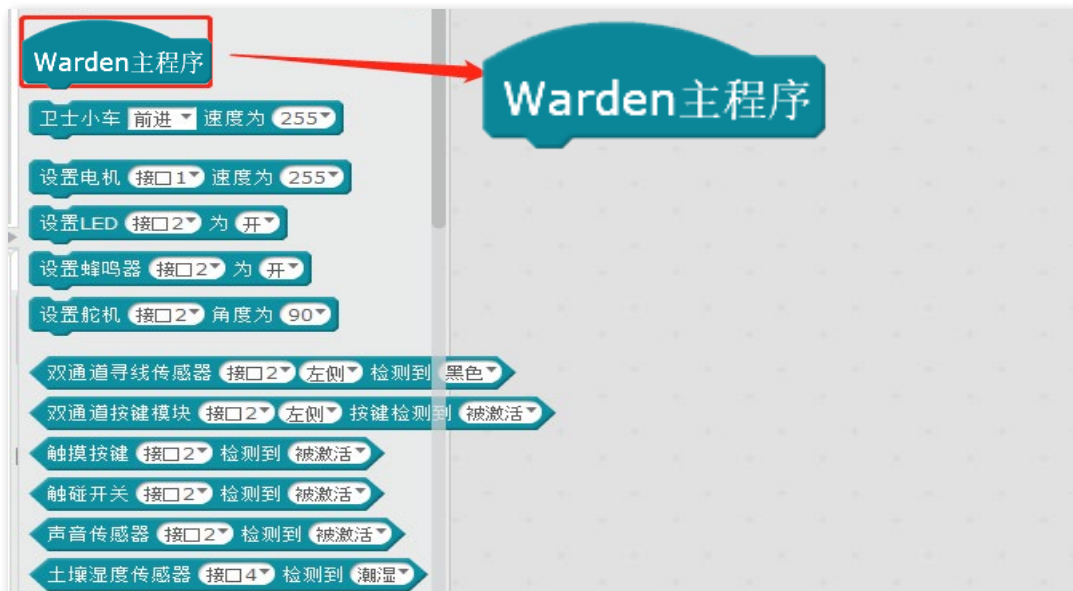 Warden主程序
Warden主程序
卫士小车 前进 速度为 255
设置电机 接口1 速度为 255
设置LED 接口2 为 开
设置蜂鸣器 接口2 为 开
设置舵机 接口2 角度为 90
双通道寻线传感器 接口2 左侧 检测到 黑色
双通道按键模块 接口2 左侧 按键检测到 被激活
触摸按键 接口2 检测到 被激活
触碰开关 接口2 检测到 被激活
声音传感器 接口2 检测到 被激活
土壤湿度传感器 接口4 检测到 潮湿